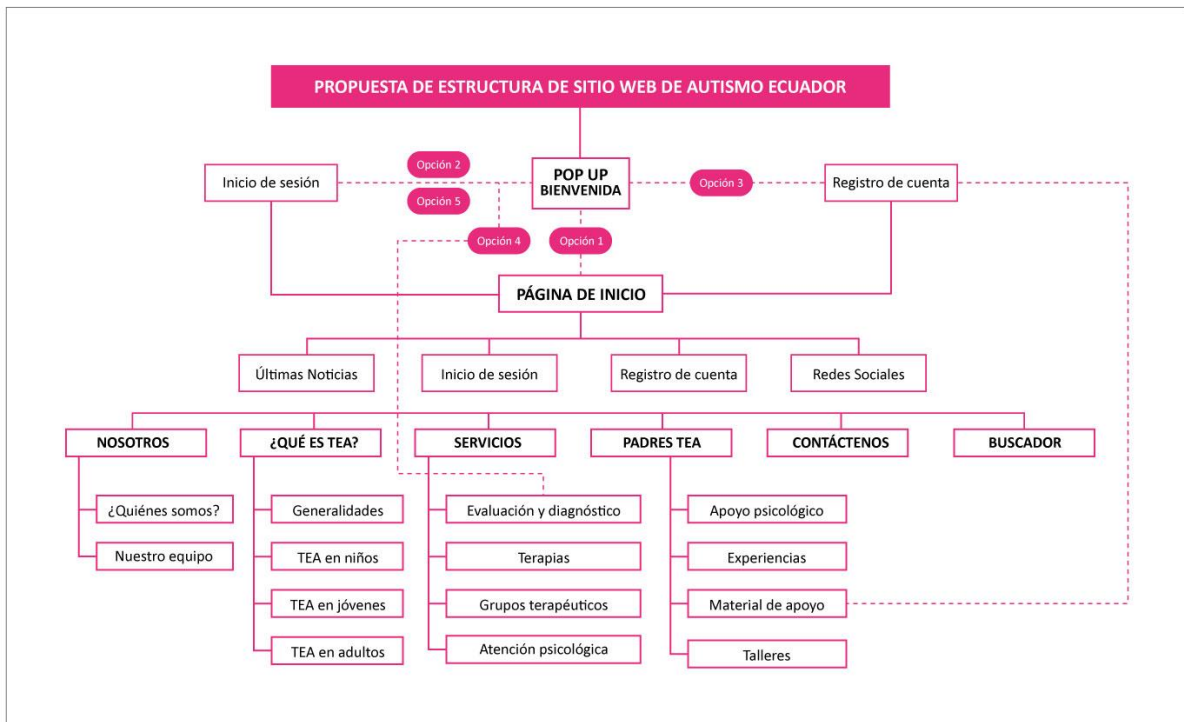 PROPUESTA DE ESTRUCTURA DE SITIO WEB DE AUTISMO ECUADOR
Opción 2
Inicio de sesión
POP UP
BIENVENIDA
Opción 3
Registro de cuenta
Opción 5
Opción 4
Opción 1
PÁGINA DE INICIO
Últimas Noticias
Inicio de sesión
Registro de cuenta
Redes Sociales
NOSOTROS
¿QUÉ ES TEA?
SERVICIOS
PADRES TEA
CONTÁCTENOS
BUSCADOR
¿Quiénes somos?
Nuestro equipo
Generalidades
TEA en niños
TEA en jóvenes
TEA en adultos
Evaluación y diagnóstico
Terapias
Grupos terapéuticos
Atención psicológica
Apoyo psicológico
Experiencias
Material de apoyo
Talleres